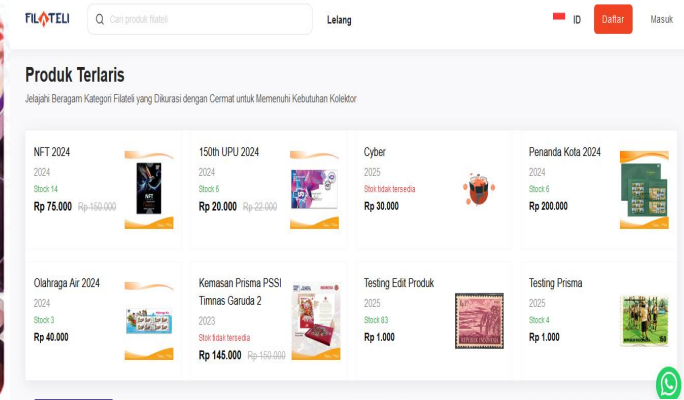 FILATELI
Cari produk filateli
Lelang
ID
Daftar
Masuk
Produk Terlaris
Jelajahi Beragam Kategori Filateli yang Dikurasi dengan Cermat untuk Memenuhi Kebutuhan Kolektor
NFT 2024
2024
Stock 14
Rp 75.000 Rp 150.000
150th UPU 2024
2024
Stock 5
Rp 20.000 Rp 22.000
Cyber
2025
Stok tidak tersedia
Rp 30.000
Penanda Kota 2024
2024
Stock 6
Rp 200.000
Olahraga Air 2024
2024
Stock 3
Rp 40.000
Kemasan Prisma PSSI
Timnas Garuda 2
2023
Stok tidak tersedia
Rp 145.000 Rp 150.000
Testing Edit Produk
2025
Stock 83
Rp 1.000
Testing Prisma
2025
Stock 4
Rp 1.000